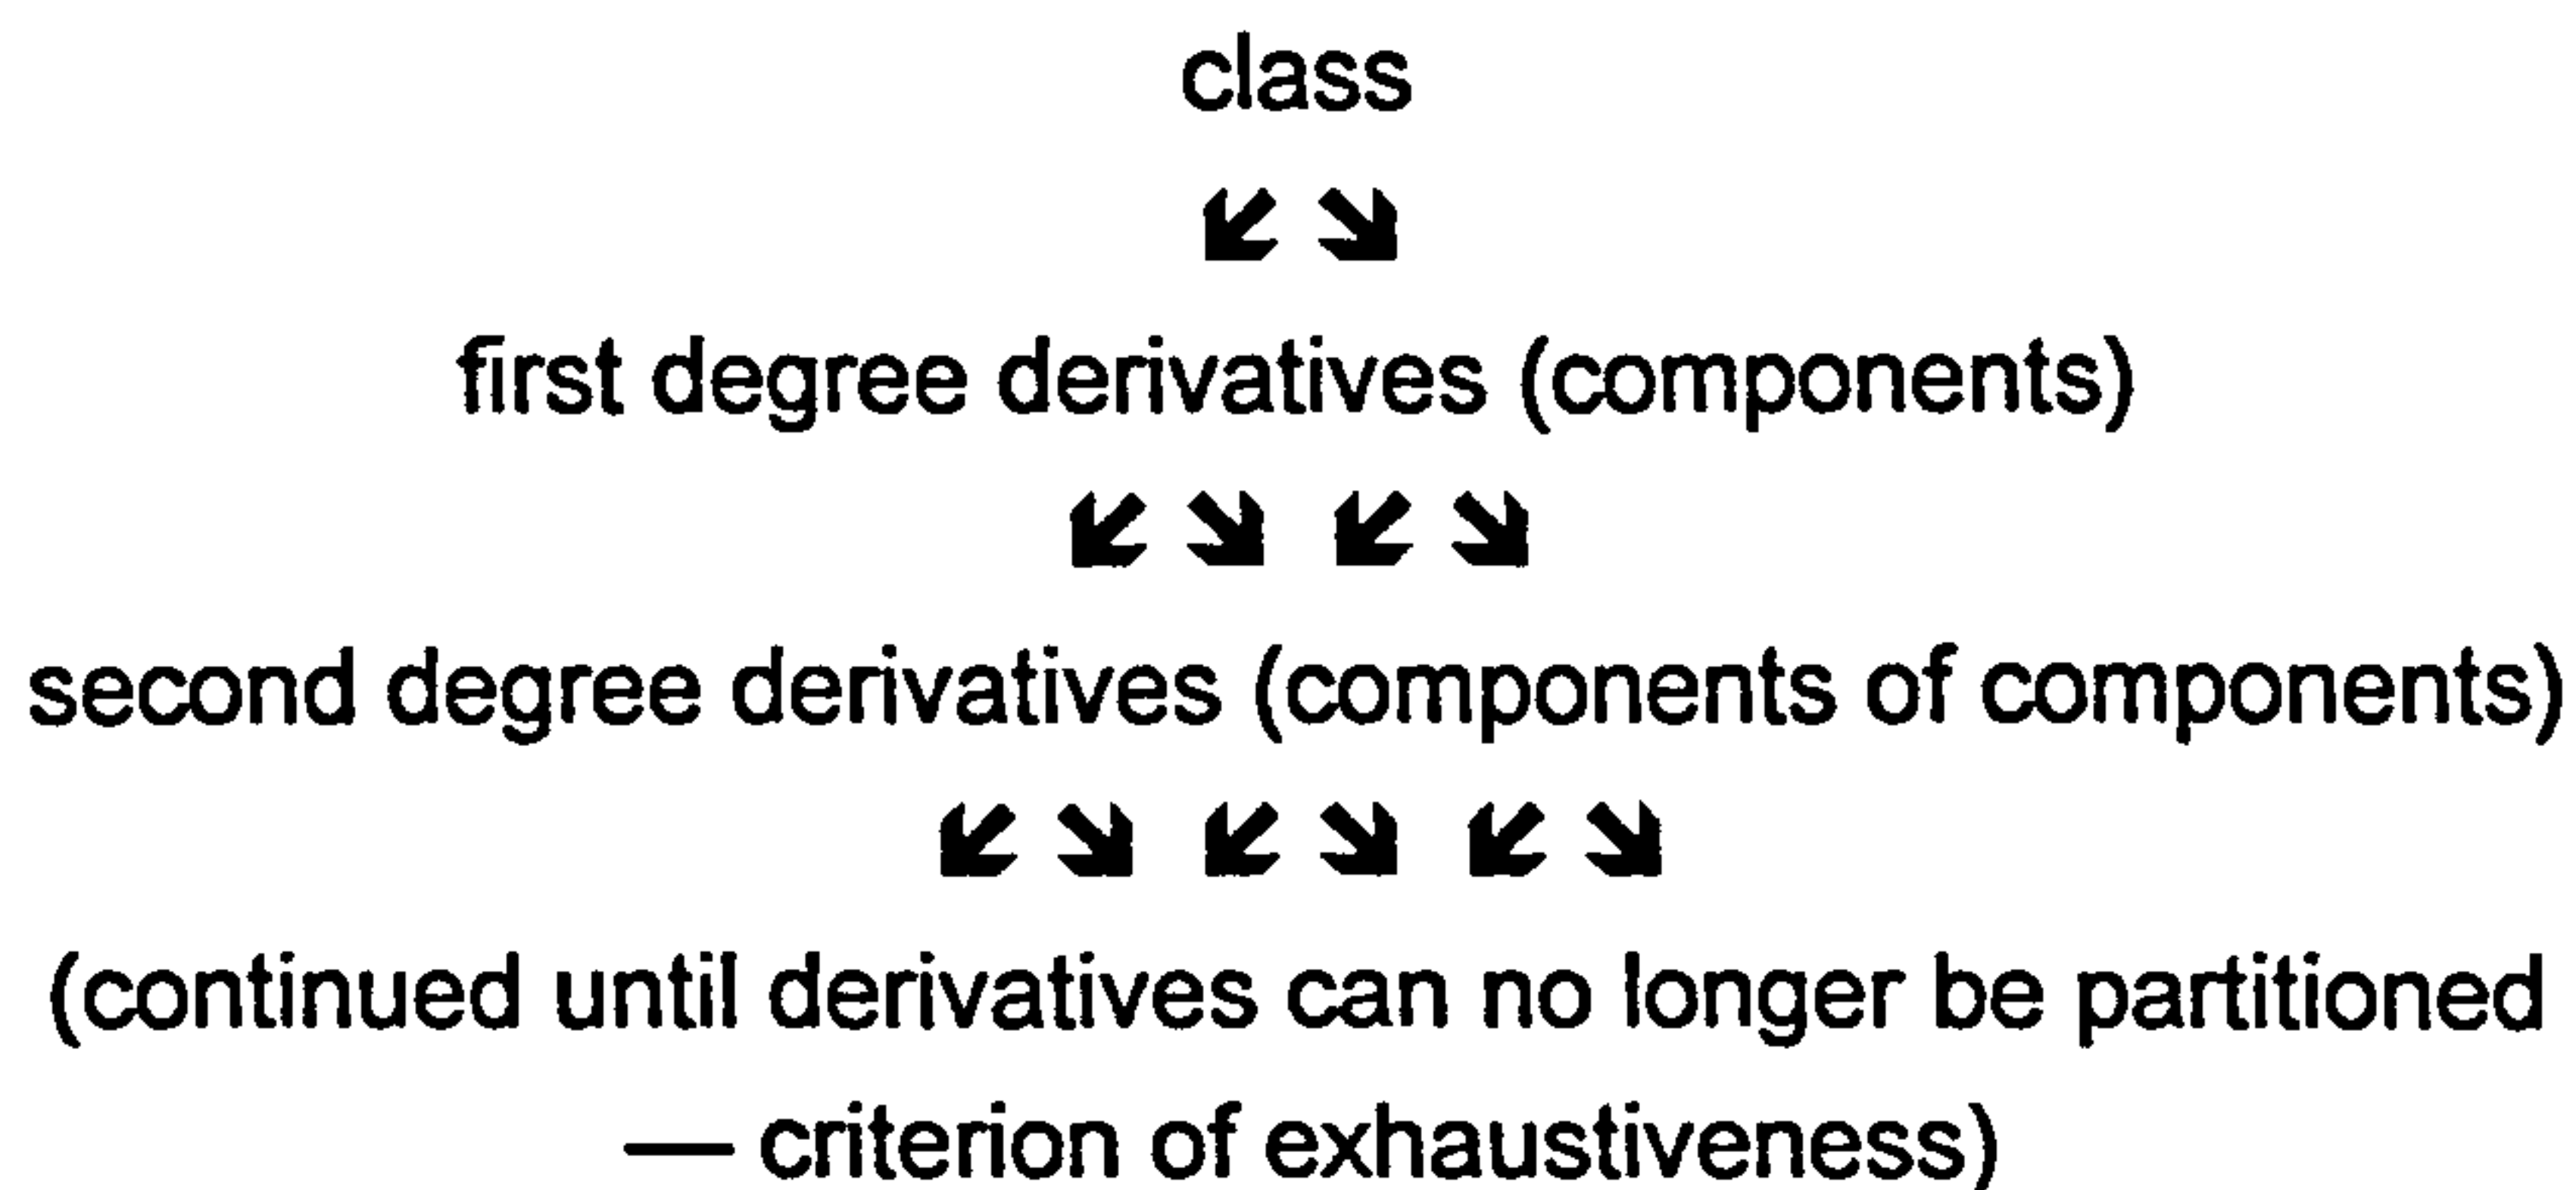 class
first degree derivatives (components)
second degree derivatives (components of components)
(continued until derivatives can no longer be partitioned
— criterion of exhaustiveness)